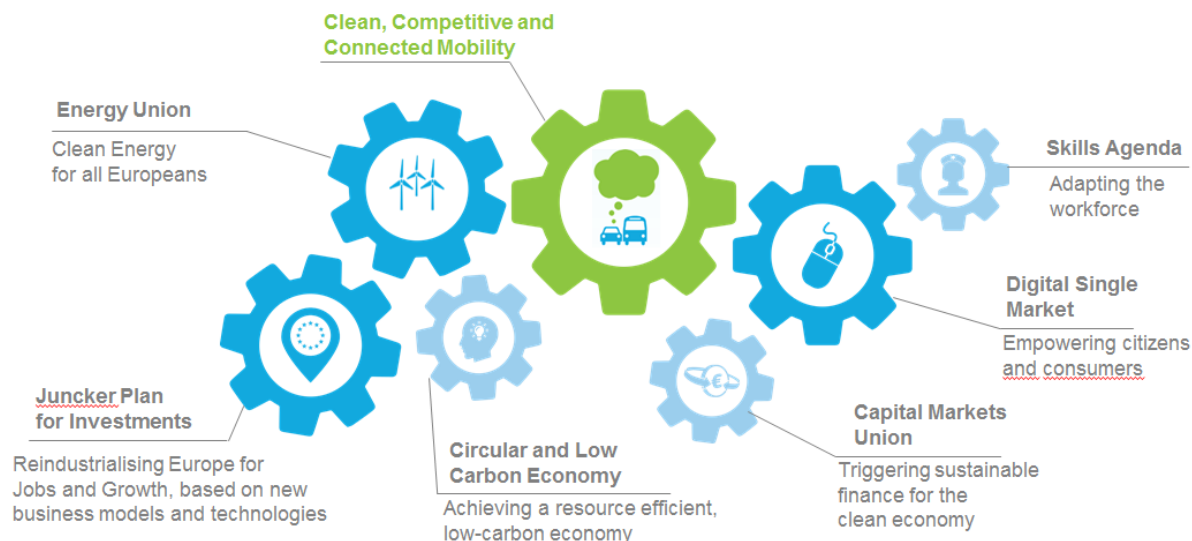 Clean, Competitive and
Connected Mobility
Energy Union
Clean Energy
for all Europeans
Skills Agenda
Adapting the
workforce
Digital Single
Market
Empowering citizens
and consumers
Juncker Plan
for Investments
Reindustrialising Europe for
Jobs and Growth, based on new
business models and technologies
Circular and Low
Carbon Economy
Achieving a resource efficient,
low-carbon economy
€
Capital Markets
Union
Triggering sustainable
finance for the
clean economy